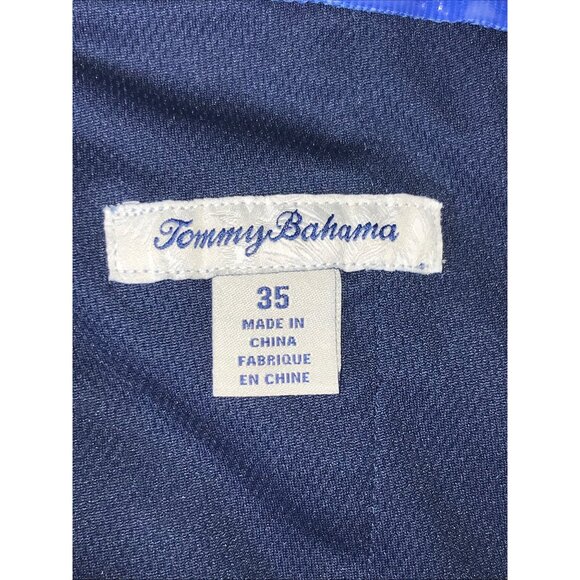 Tommy Bahama
35
MADE IN
CHINA
FABRIQUE
EN CHINE